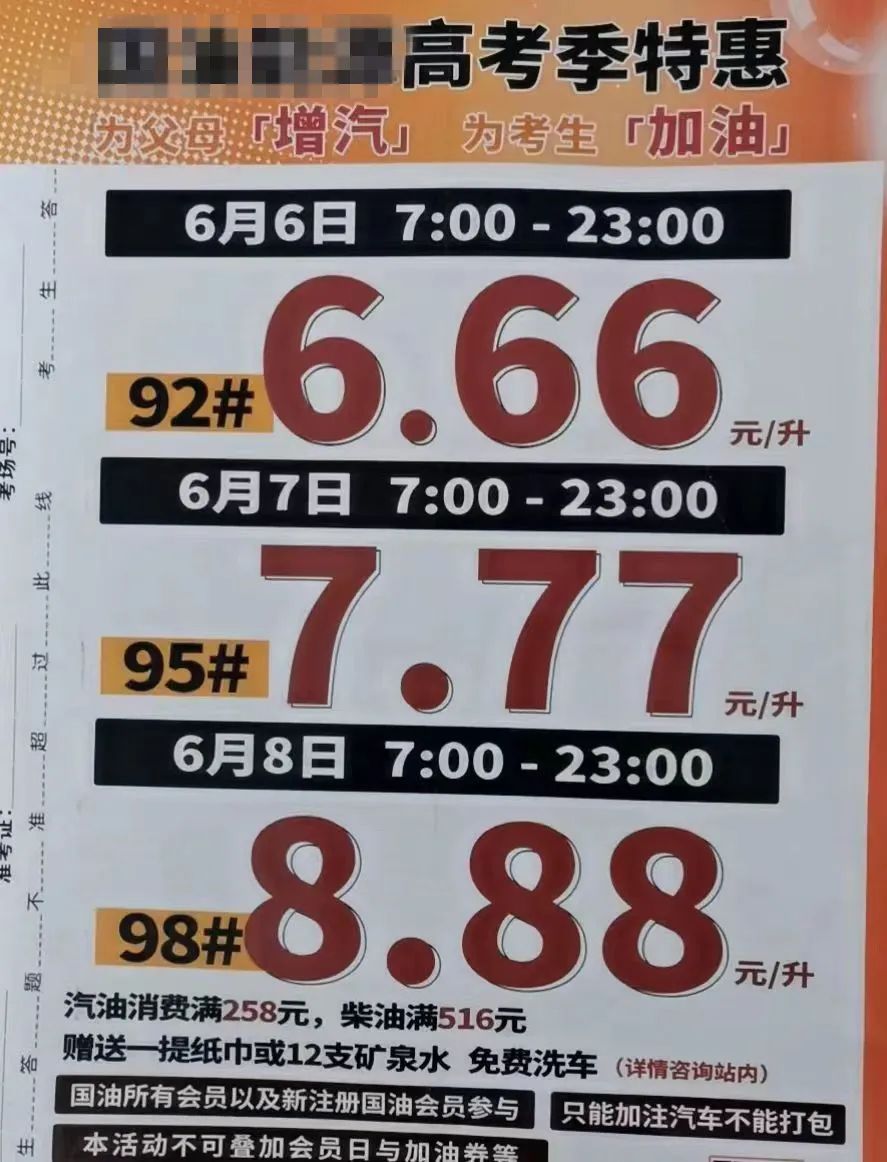 高考季特惠
为父母「增汽」 为考生「加油」
6月6日 7:00 - 23:00
92# 6.66 元/升
6月7日 7:00 - 23:00
95# 7.77 元/升
6月8日 7:00 - 23:00
98# 8.88 元/升
汽油消费满258元，柴油满516元
赠送一提纸巾或12支矿泉水 免费洗车（详情咨询站内）
国油所有会员以及新注册国油会员参与
只能加注汽车不能打包
本活动不可叠加会员日与加油券等
生答题不准超过此线 考生答
考场号：
准考证：